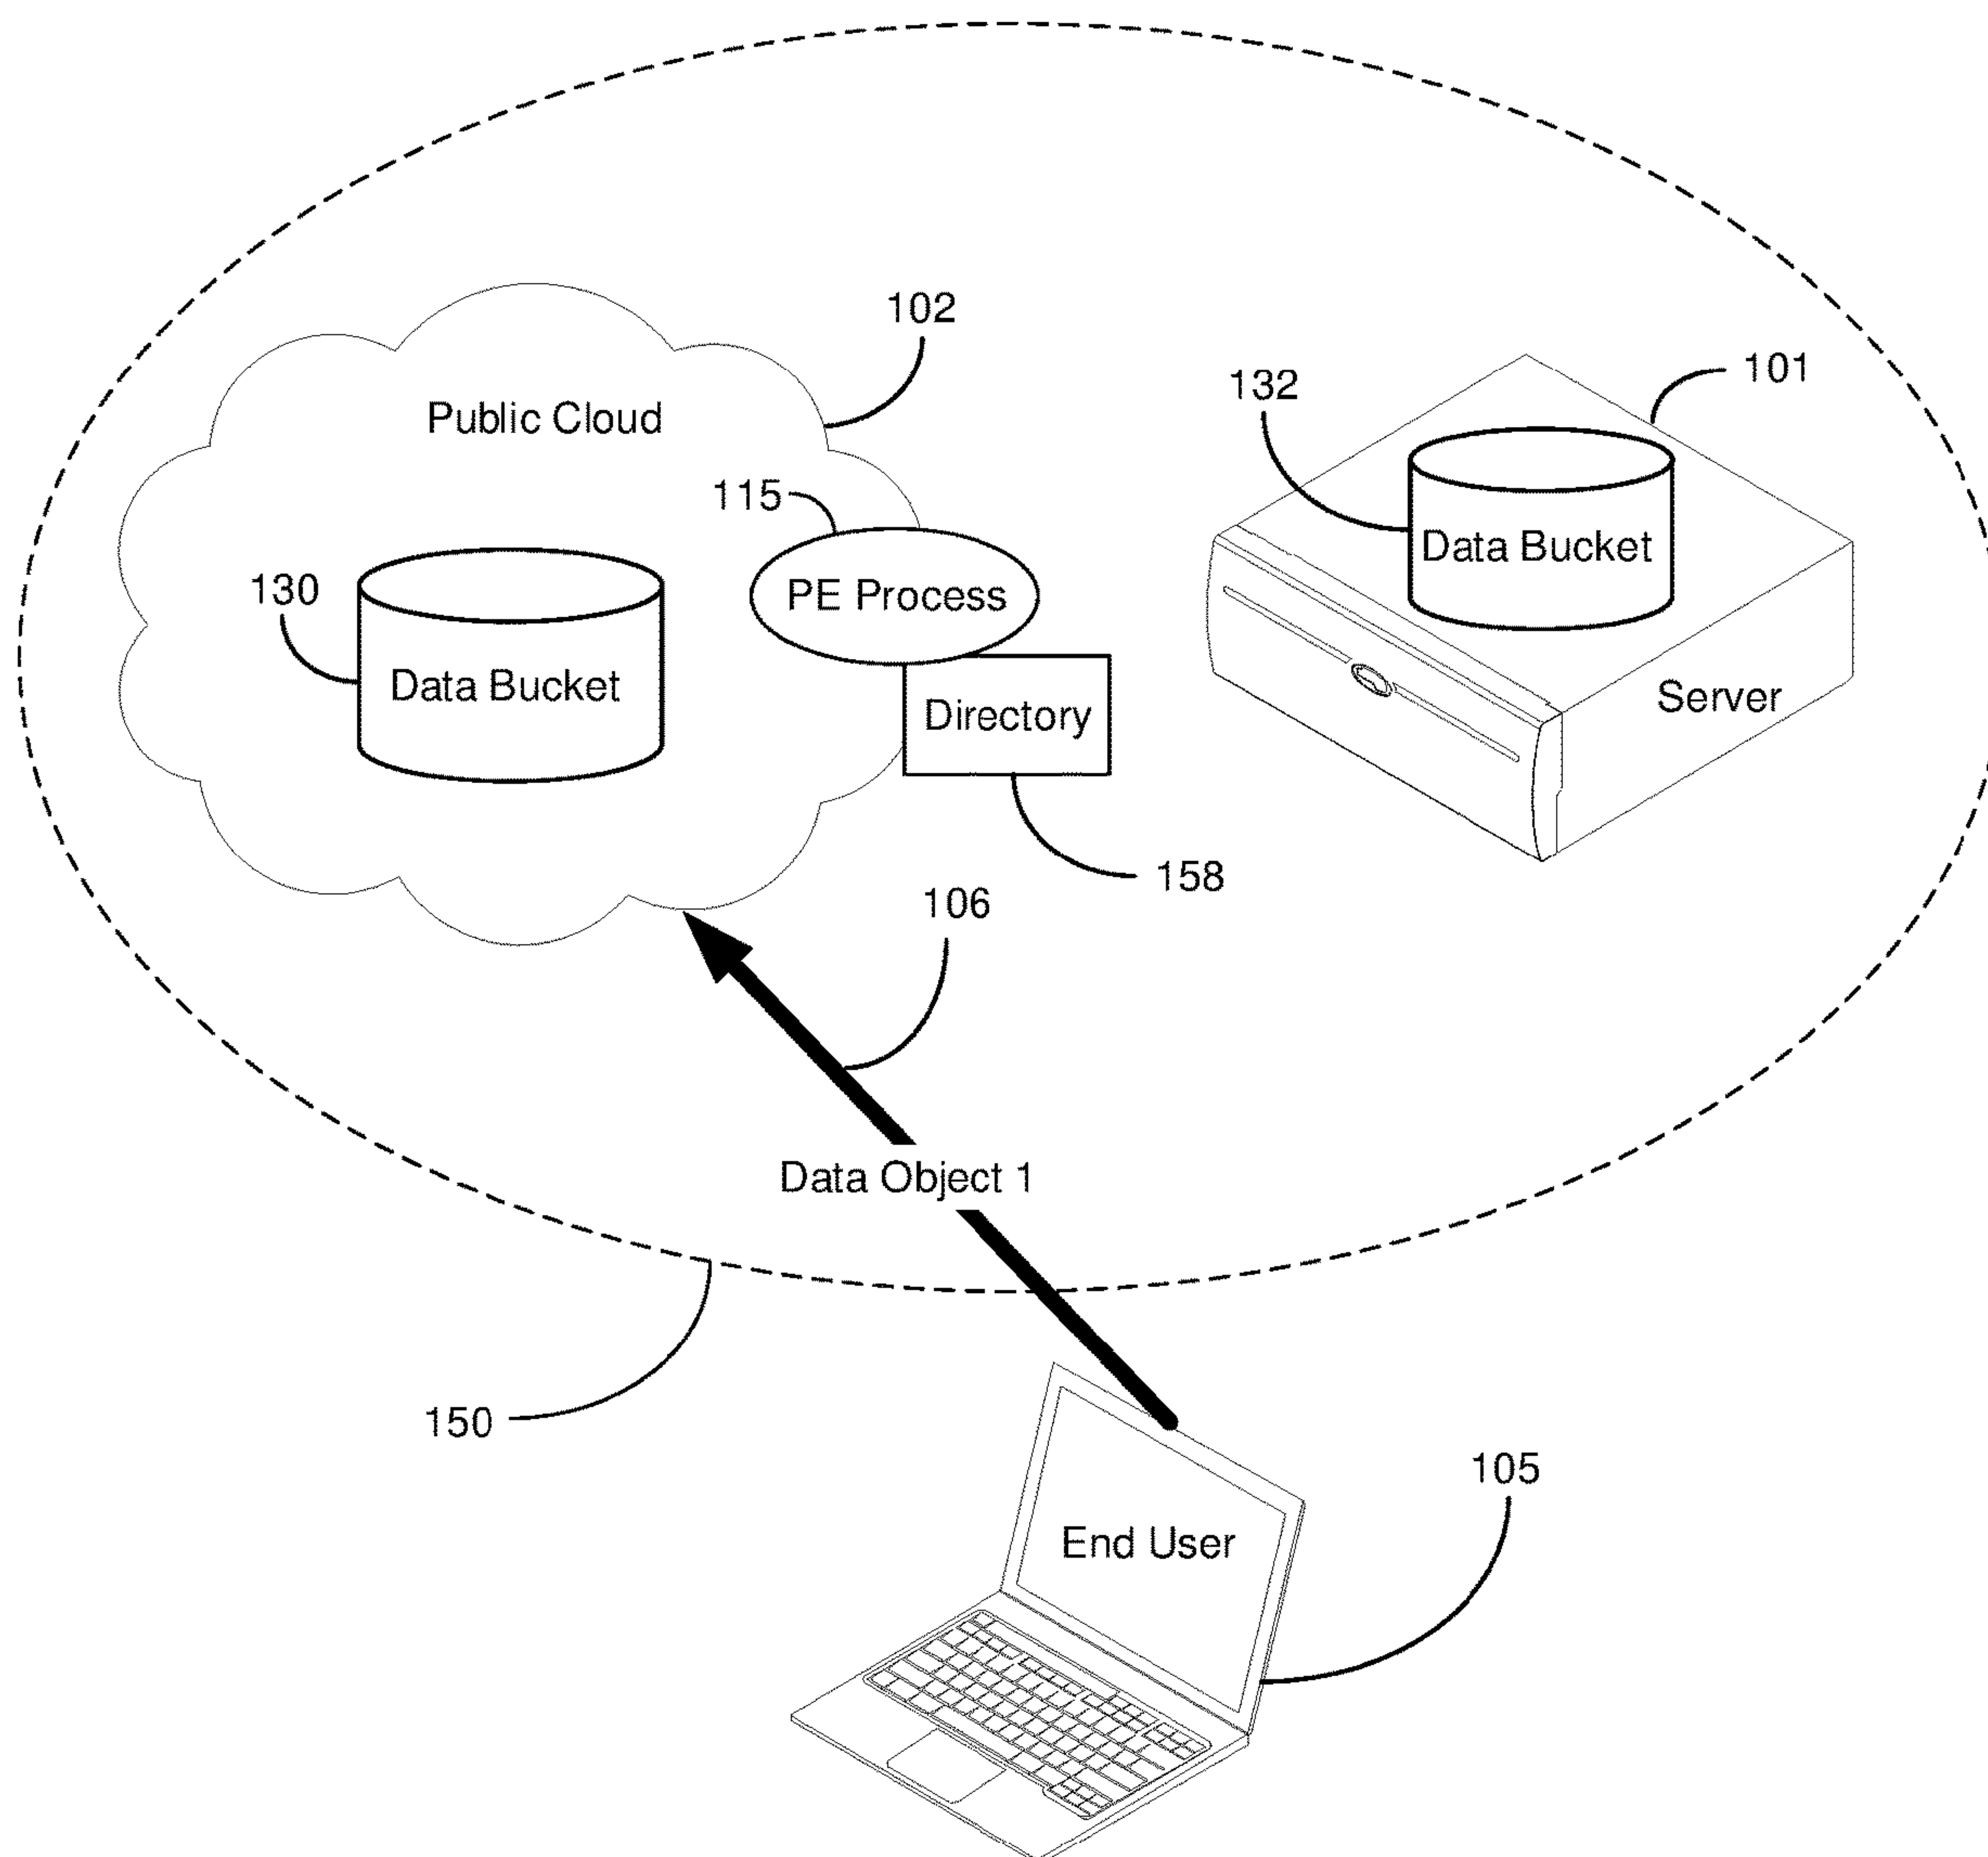 102
101
132
Public Cloud
115
Data Bucket
130
PE Process
Data Bucket
Directory
Server
158
106
Data Object 1
150
105
End User